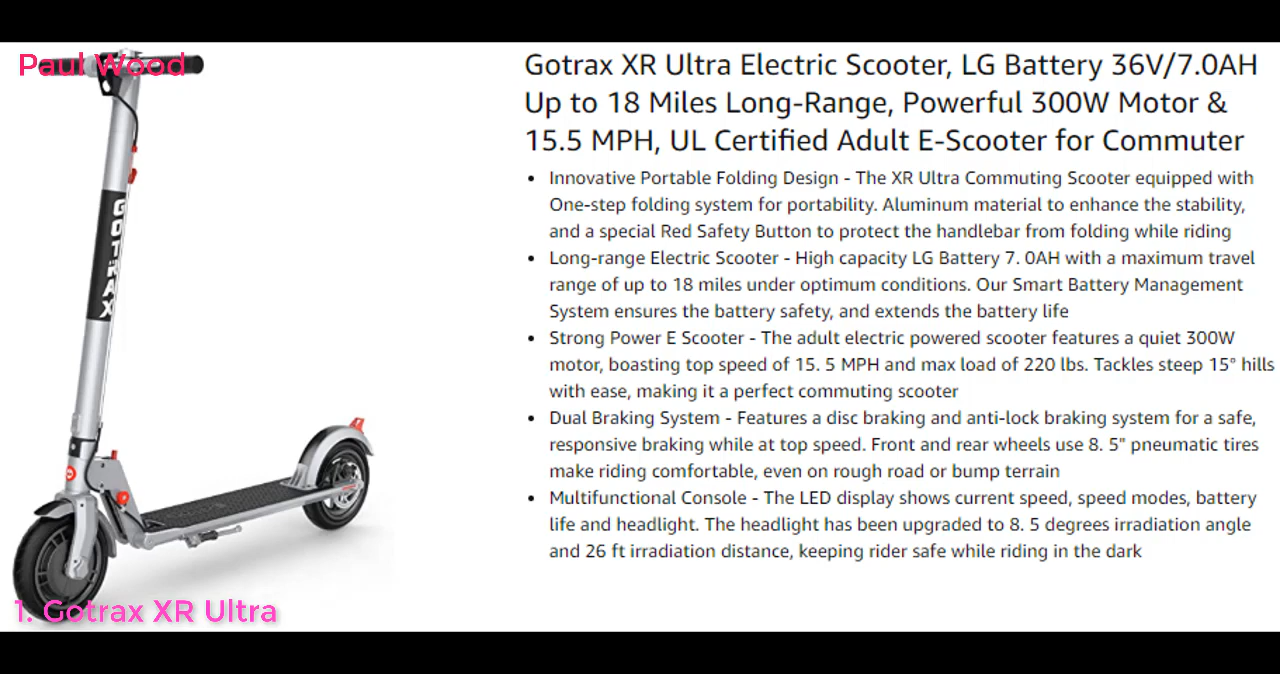 Paul Wood
GOTRAX
1. Gotrax XR Ultra
Gotrax XR Ultra Electric Scooter, LG Battery 36V/7.0AH
Up to 18 Miles Long-Range, Powerful 300W Motor &
15.5 MPH, UL Certified Adult E-Scooter for Commuter
• Innovative Portable Folding Design - The XR Ultra Commuting Scooter equipped with
One-step folding system for portability. Aluminum material to enhance the stability,
and a special Red Safety Button to protect the handlebar from folding while riding
• Long-range Electric Scooter - High capacity LG Battery 7. 0AH with a maximum travel
range of up to 18 miles under optimum conditions. Our Smart Battery Management
System ensures the battery safety, and extends the battery life
• Strong Power E Scooter - The adult electric powered scooter features a quiet 300W
motor, boasting top speed of 15. 5 MPH and max load of 220 lbs. Tackles steep 15° hills
with ease, making it a perfect commuting scooter
• Dual Braking System - Features a disc braking and anti-lock braking system for a safe,
responsive braking while at top speed. Front and rear wheels use 8. 5" pneumatic tires
make riding comfortable, even on rough road or bump terrain
• Multifunctional Console - The LED display shows current speed, speed modes, battery
life and headlight. The headlight has been upgraded to 8. 5 degrees irradiation angle
and 26 ft irradiation distance, keeping rider safe while riding in the dark